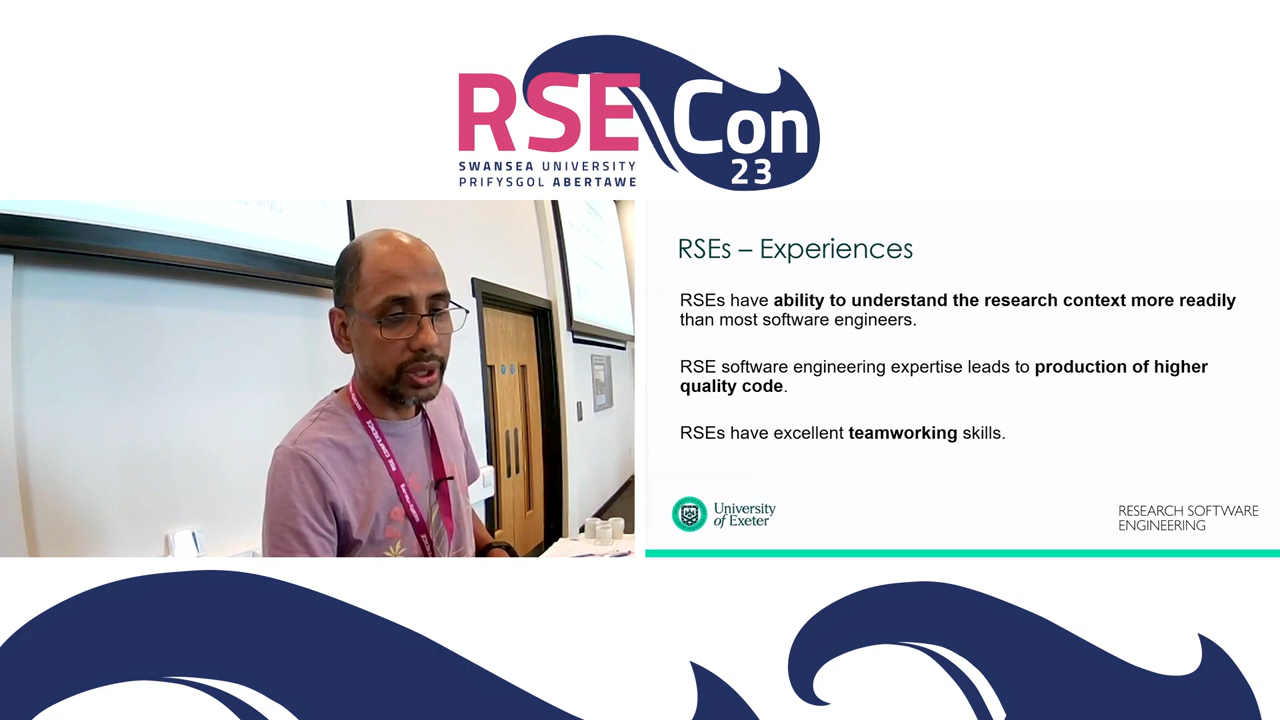 RSE Con
23
SWANSEA UNIVERSITY
PRIFYSGOL ABERTAWE
RSEs – Experiences
RSEs have ability to understand the research context more readily
than most software engineers.
RSE software engineering expertise leads to production of higher
quality code.
RSEs have excellent teamworking skills.
University
of Exeter
RESEARCH SOFTWARE
ENGINEERING